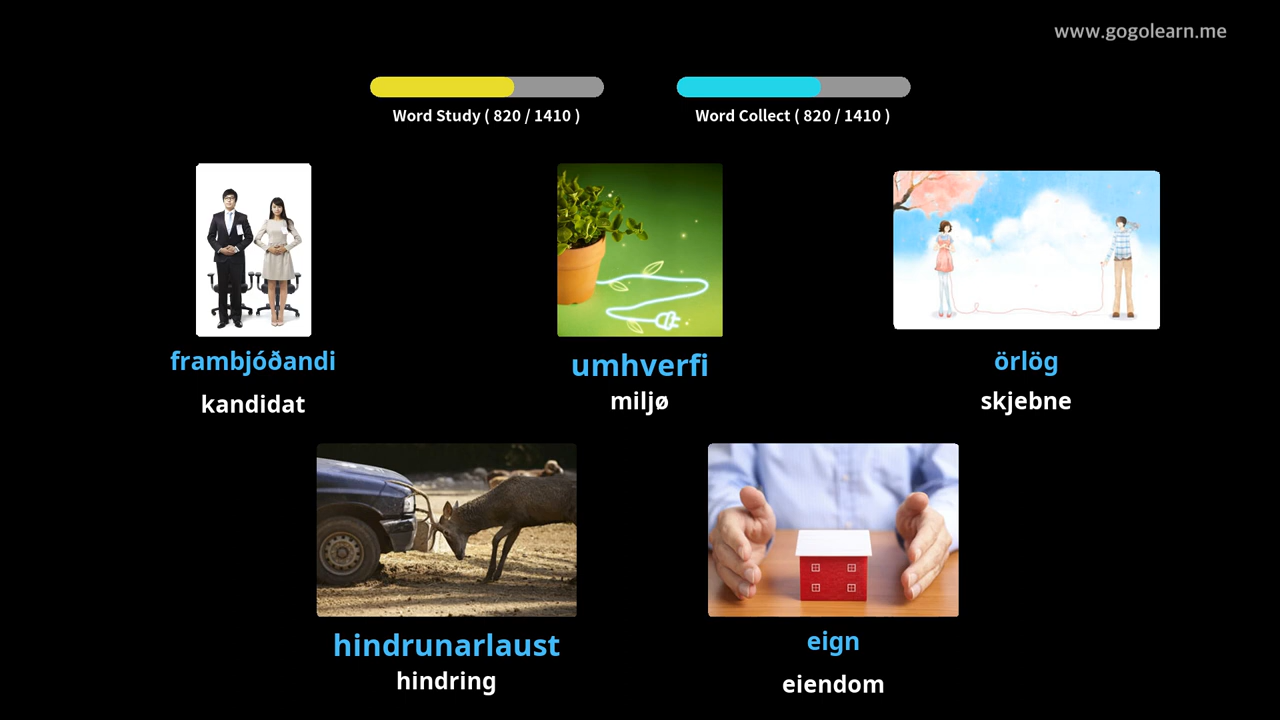 www.gogolearn.me
Word Study ( 820 / 1410 )
Word Collect ( 820 / 1410 )
frambjóðandi
kandidat
umhverfi
miljø
örlög
skjebne
hindrunarlaust
hindring
eign
eiendom